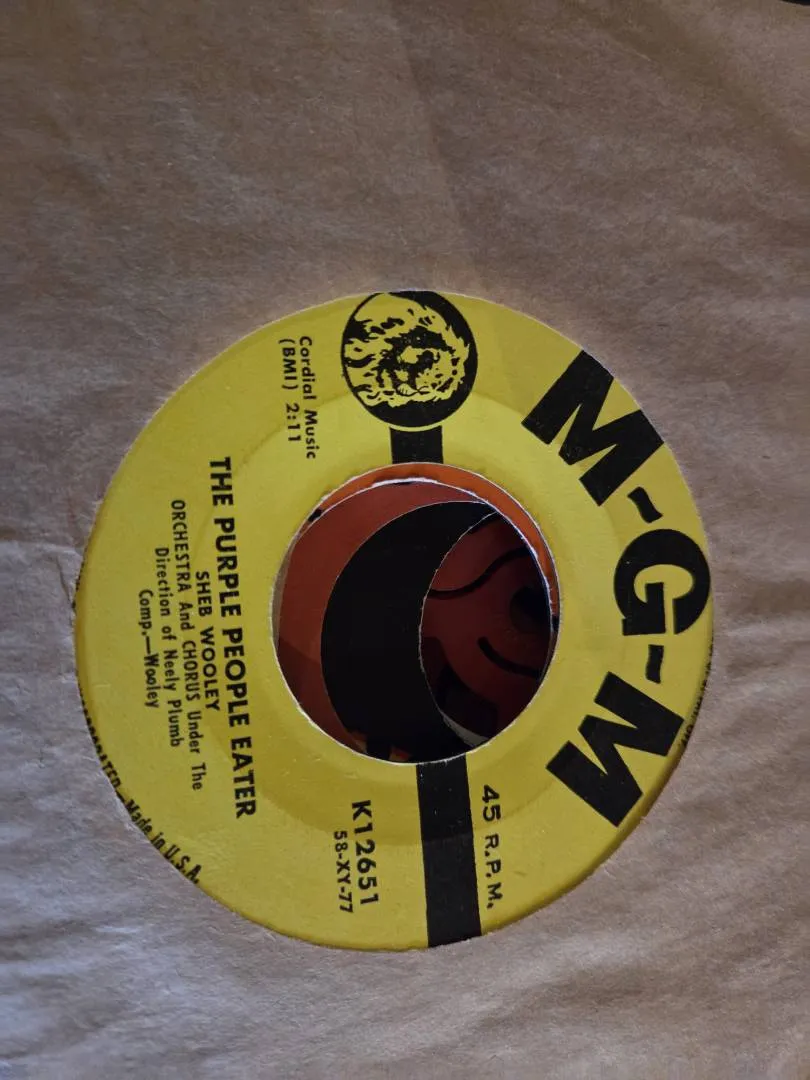 M-G-M
45 R.P.M.
Cordial Music
(BMI) 2:11
K12651
58-XY-77
THE PURPLE PEOPLE EATER
SHEB WOOLEY
ORCHESTRA And CHORUS Under The
Direction of Neely Plumb
Comp.—Wooley
Made in U.S.A.